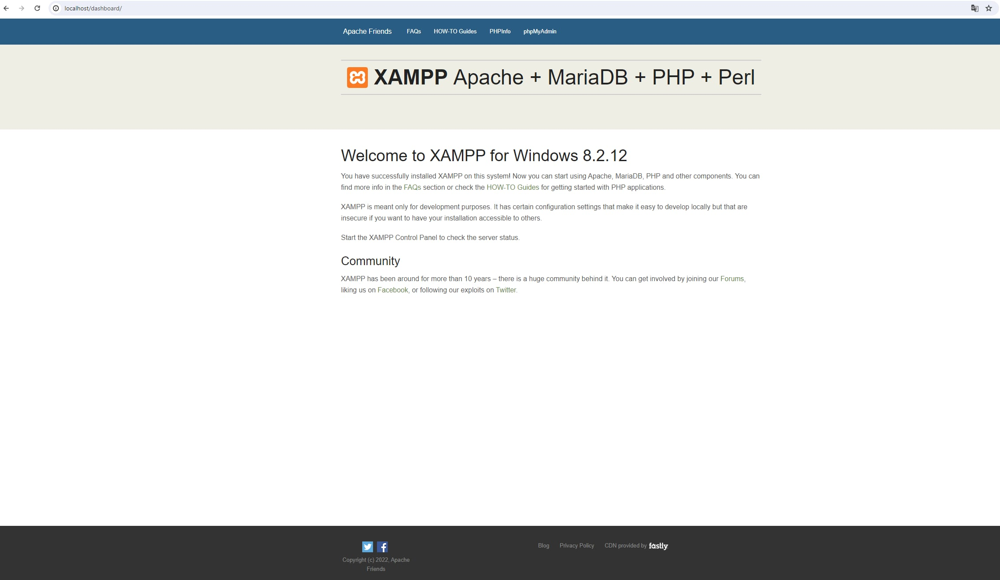 localhost/dashboard/
Apache Friends FAQs HOW-TO Guides PHPInfo phpMyAdmin
XAMPP Apache + MariaDB + PHP + Perl
Welcome to XAMPP for Windows 8.2.12
You have successfully installed XAMPP on this system! Now you can start using Apache, MariaDB, PHP and other components. You can
find more info in the FAQs section or check the HOW-TO Guides for getting started with PHP applications.
XAMPP is meant only for development purposes. It has certain configuration settings that make it easy to develop locally but that are
insecure if you want to have your installation accessible to others.
Start the XAMPP Control Panel to check the server status.
Community
XAMPP has been around for more than 10 years – there is a huge community behind it. You can get involved by joining our Forums,
liking us on Facebook, or following our exploits on Twitter.
Blog Privacy Policy CDN provided by fastly
Copyright (c) 2022, Apache
Friends